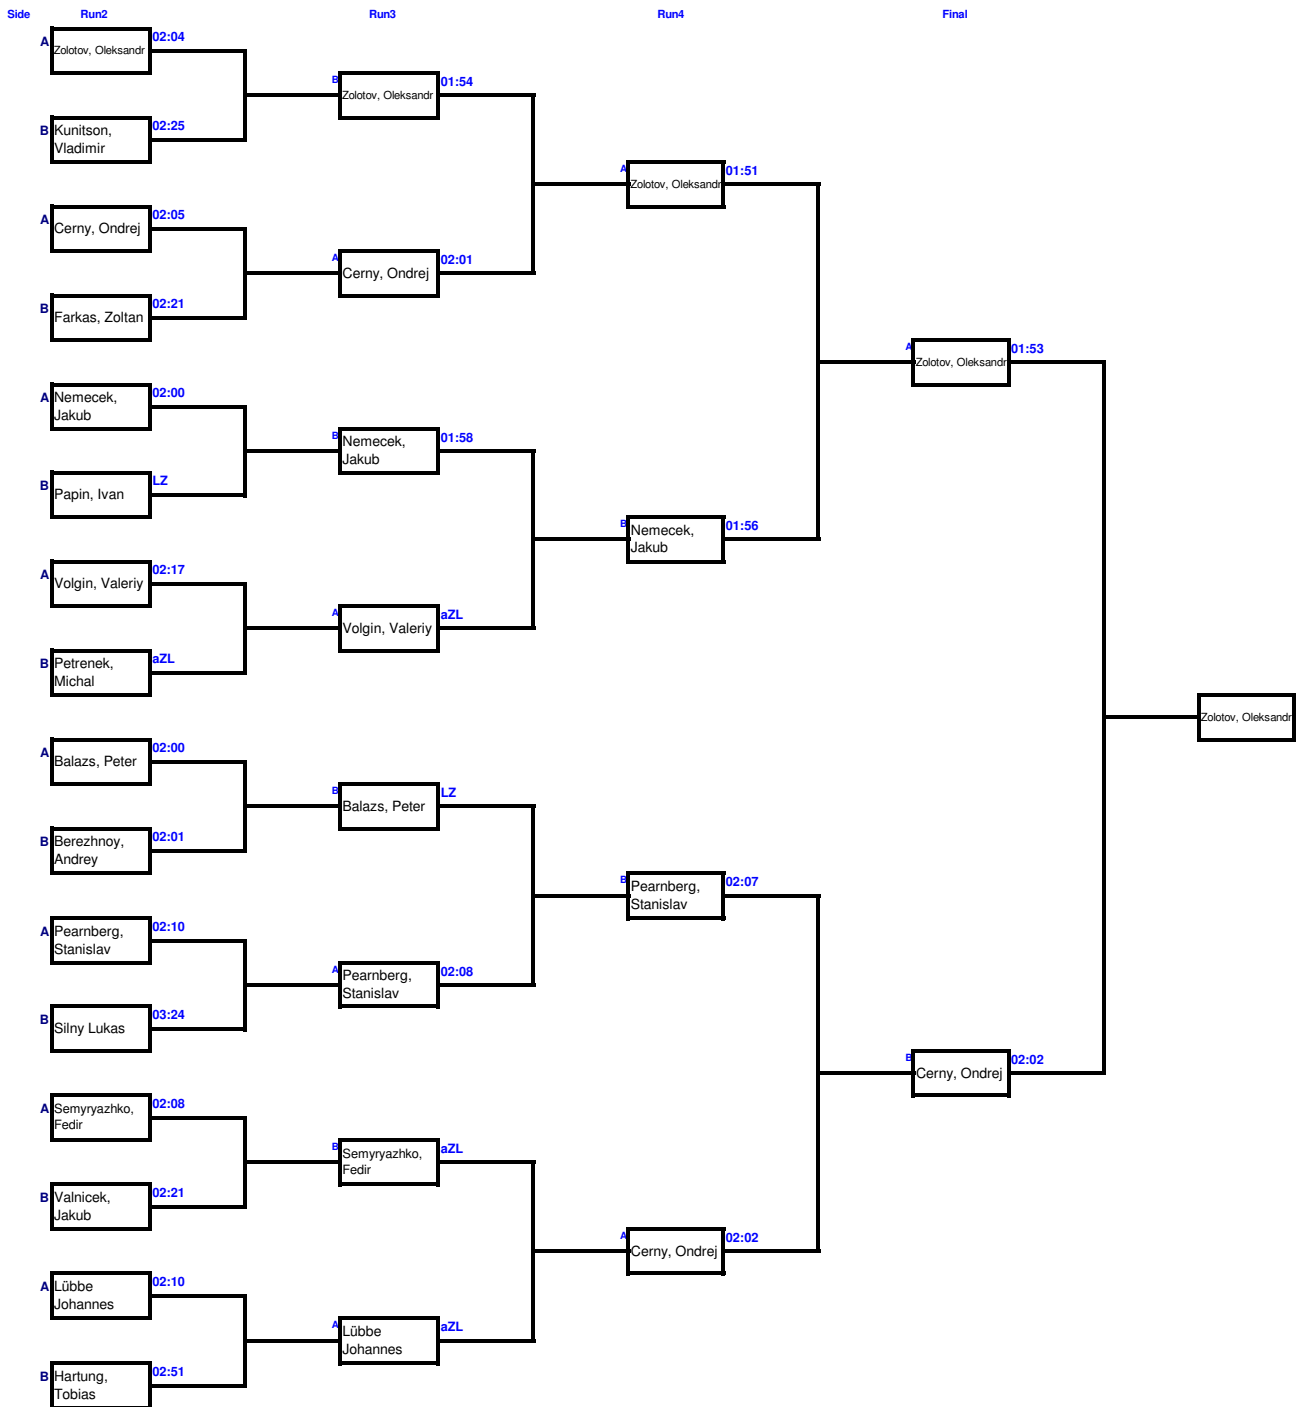 Side Run2 Run3 Run4 Final
A Zolotov, Oleksandr 02:04
B Kunitson,
Vladimir 02:25
A Cerny, Ondrej 02:05
B Farkas, Zoltan 02:21
A Nemecek,
Jakub 02:00
B Papin, Ivan LZ
A Volgin, Valeriy 02:17
B Petrenek,
Michal aZL
A Balazs, Peter 02:00
B Berezhnoy,
Andrey 02:01
A Pearnberg,
Stanislav 02:10
B Silny Lukas 03:24
A Semyryazhko,
Fedir 02:08
B Valnicek,
Jakub 02:21
A Lübbe
Johannes 02:10
B Hartung,
Tobias 02:51
B Zolotov, Oleksandr 01:54
A Cerny, Ondrej 02:01
B Nemecek,
Jakub 01:58
A Volgin, Valeriy aZL
B Balazs, Peter LZ
A Pearnberg,
Stanislav 02:08
B Semyryazhko,
Fedir aZL
A Lübbe
Johannes aZL
A Zolotov, Oleksandr 01:51
B Nemecek,
Jakub 01:56
B Pearnberg,
Stanislav 02:07
A Cerny, Ondrej 02:02
A Zolotov, Oleksandr 01:53
B Cerny, Ondrej 02:02
Zolotov, Oleksandr